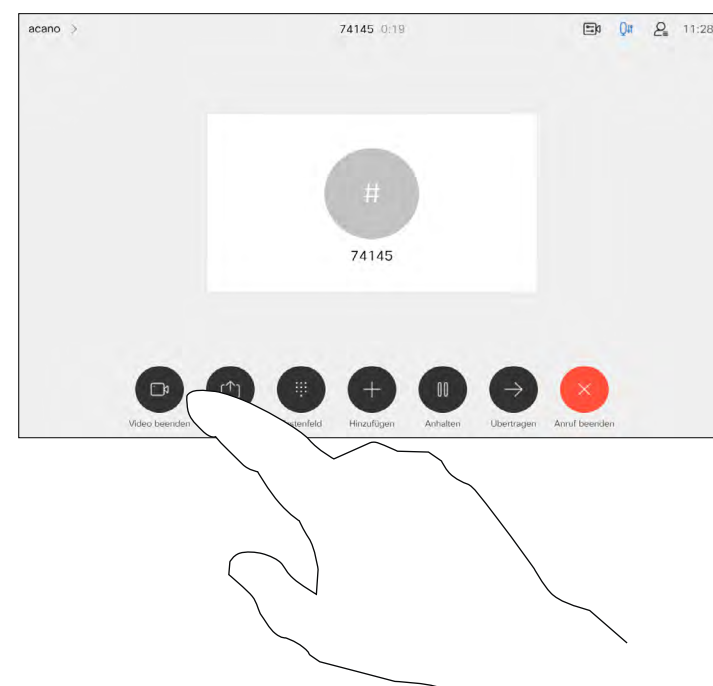 acano 74145 0:19 11:28
#
74145
Video beenden Hinzufügen Anhalten Übertragen Anruf beenden